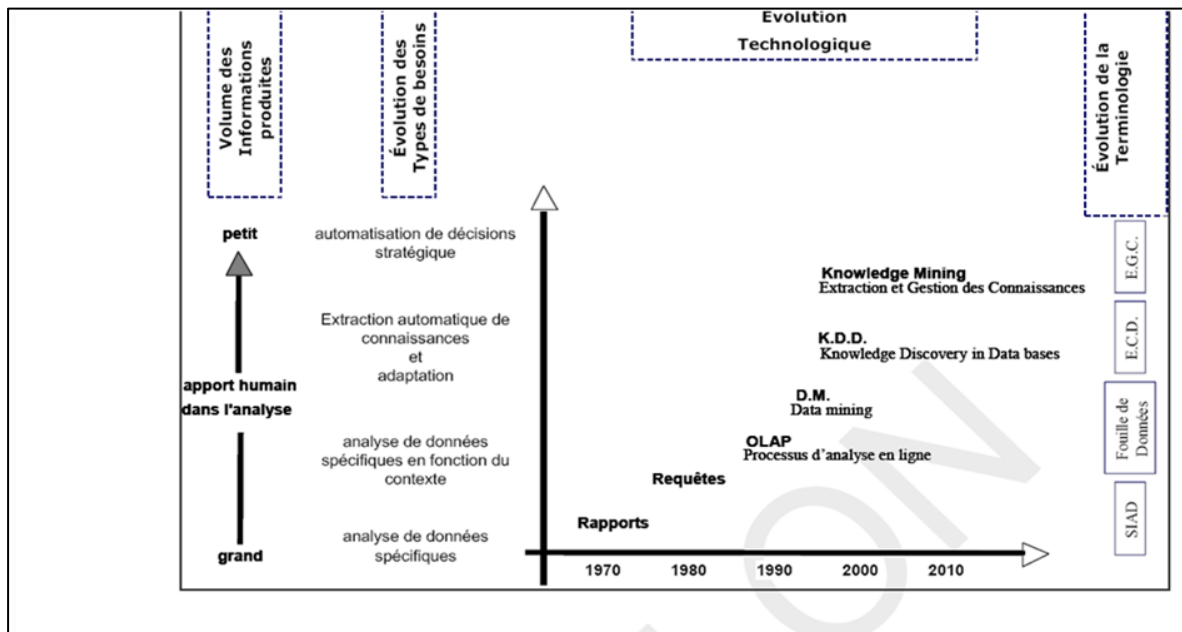 Volume des
Informations
produites
Évolution des
Types de besoins
Evolution
Technologique
Évolution de la
Terminologie
petit
apport humain
dans l'analyse
grand
automatisation de décisions
stratégique
Extraction automatique de
connaissances
et
adaptation
analyse de données
spécifiques en fonction du
contexte
analyse de données
spécifiques
Knowledge Mining
Extraction et Gestion des Connaissances
K.D.D.
Knowledge Discovery in Data bases
D.M.
Data mining
OLAP
Processus d'analyse en ligne
Requêtes
Rapports
1970 1980 1990 2000 2010
E.G.C.
E.C.D.
Fouille de
Données
SIAD